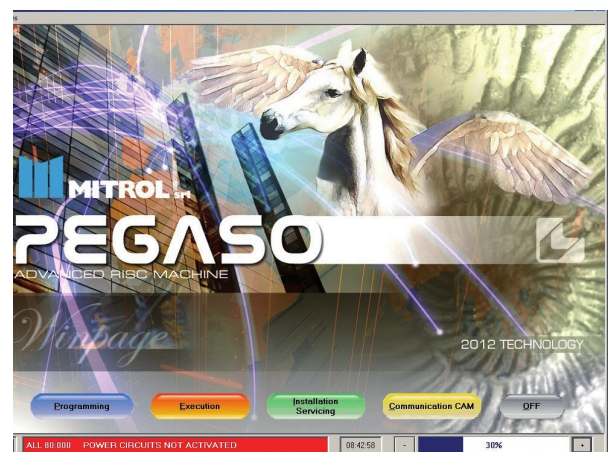 MITROL srl
PEGASO
ADVANCED RISC MACHINE
Winpage
2012 TECHNOLOGY
Programming
Execution
Installation
Servicing
Communication CAM
OFF
ALL 80.000 POWER CIRCUITS NOT ACTIVATED
08:42:58
-
30%
+